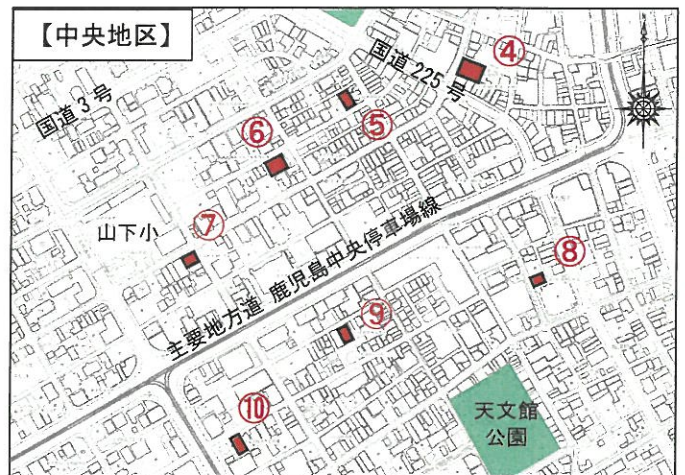 【中央地区】
国道3号
国道225号
④
⑤
⑥
⑦
山下小
主要地方道 鹿児島中央停車場線
⑧
⑨
⑩
天文館
公園